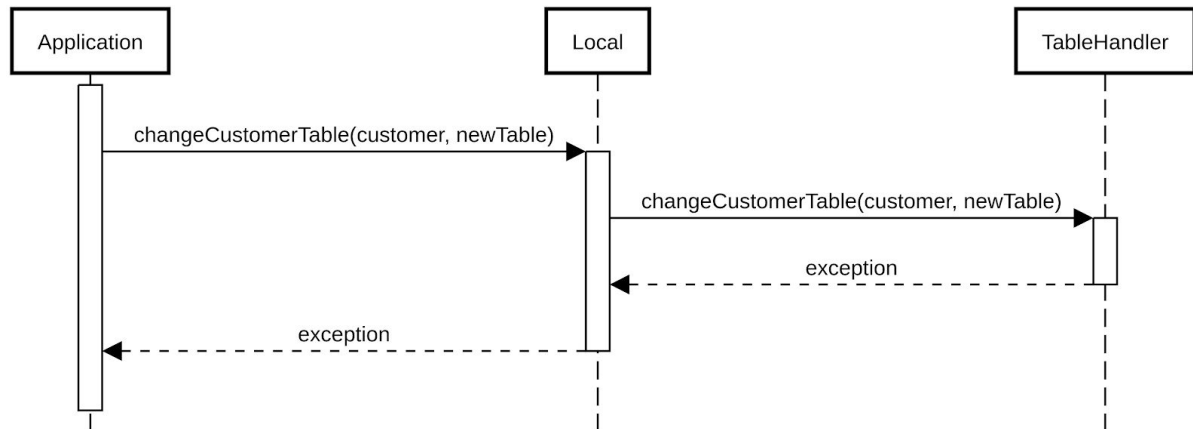 Application
Local
TableHandler
changeCustomerTable(customer, newTable)
changeCustomerTable(customer, newTable)
exception
exception